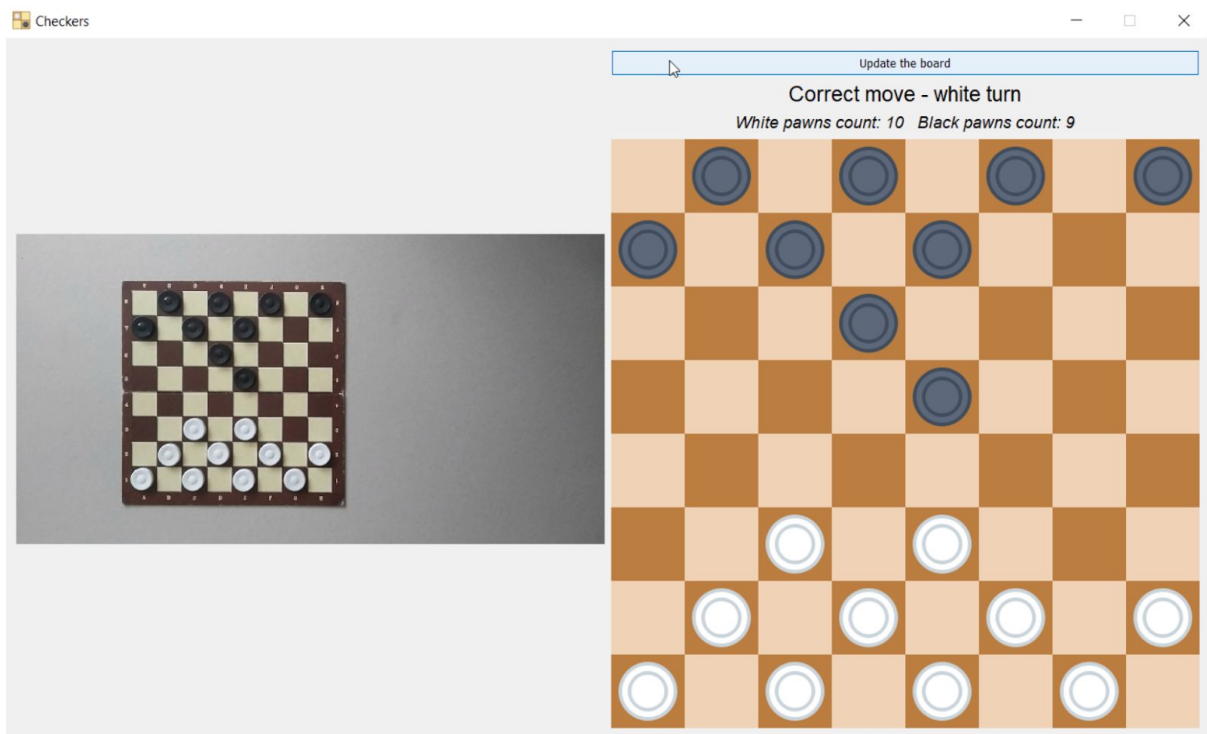 Checkers
Update the board
Correct move - white turn
White pawns count: 10 Black pawns count: 9